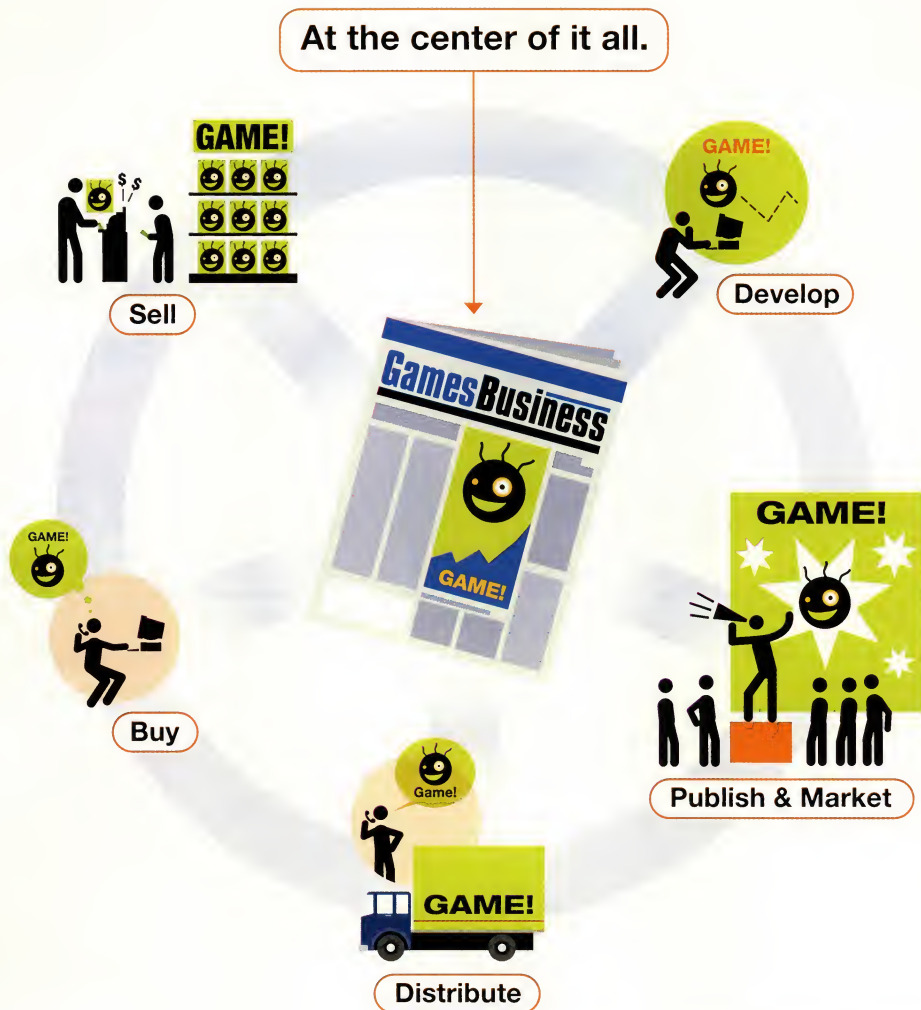 At the center of it all.
GAME!
$ $
Sell
GAME!
Develop
GamesBusiness
GAME!
GAME!
Buy
GAME!
Publish & Market
Game!
GAME!
Distribute